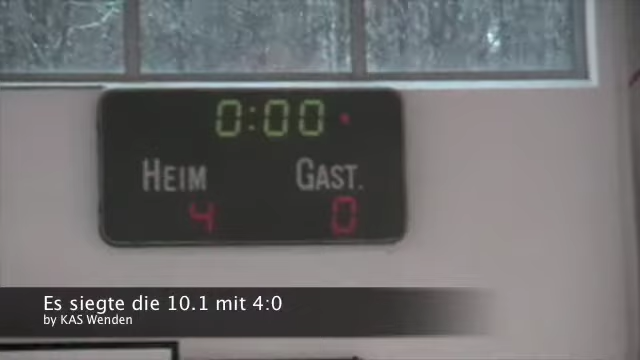 0:00
HEIM GAST.
4 0
Es siegte die 10.1 mit 4:0
by KAS Wenden